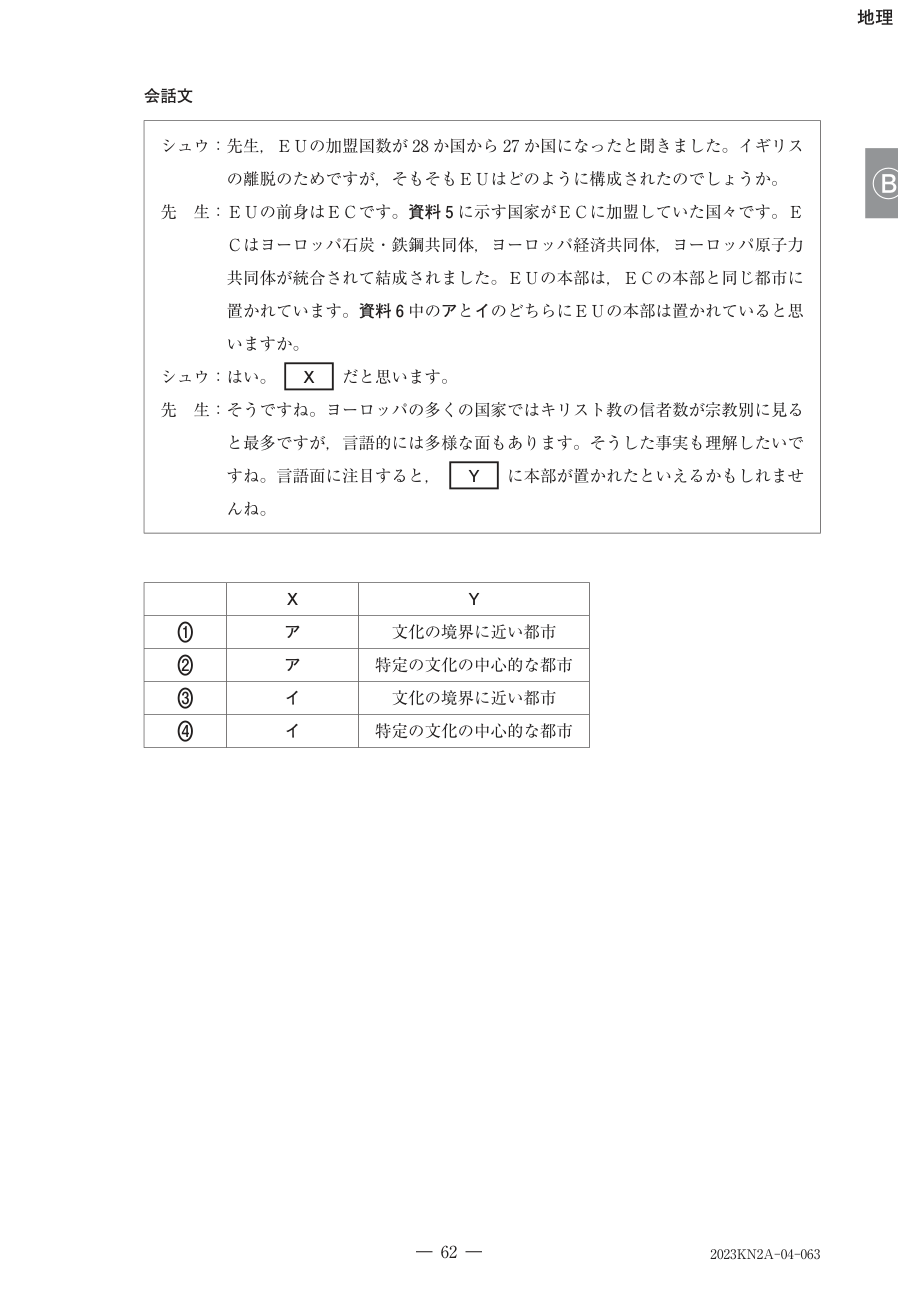 地理
会話文
シュウ：先生，ＥＵの加盟国数が 28 か国から 27 か国になったと聞きました。イギリス
の離脱のためですが，そもそもＥＵはどのように構成されたのでしょうか。
先　生：ＥＵの前身はＥＣです。資料 5 に示す国家がＥＣに加盟していた国々です。Ｅ
Ｃはヨーロッパ石炭・鉄鋼共同体，ヨーロッパ経済共同体，ヨーロッパ原子力
共同体が統合されて結成されました。ＥＵの本部は，ＥＣの本部と同じ都市に
置かれています。資料 6 中のアとイのどちらにＥＵの本部は置かれていると思
いますか。
シュウ：はい。 X だと思います。
先　生：そうですね。ヨーロッパの多くの国家ではキリスト教の信者数が宗教別に見る
と最多ですが，言語的には多様な面もあります。そうした事実も理解したいで
すね。言語面に注目すると， Y に本部が置かれたといえるかもしれませ
んね。
Ⓑ
X Y
① ア 文化の境界に近い都市
② ア 特定の文化の中心的な都市
③ イ 文化の境界に近い都市
④ イ 特定の文化の中心的な都市
― 62 ―
2023KN2A-04-063